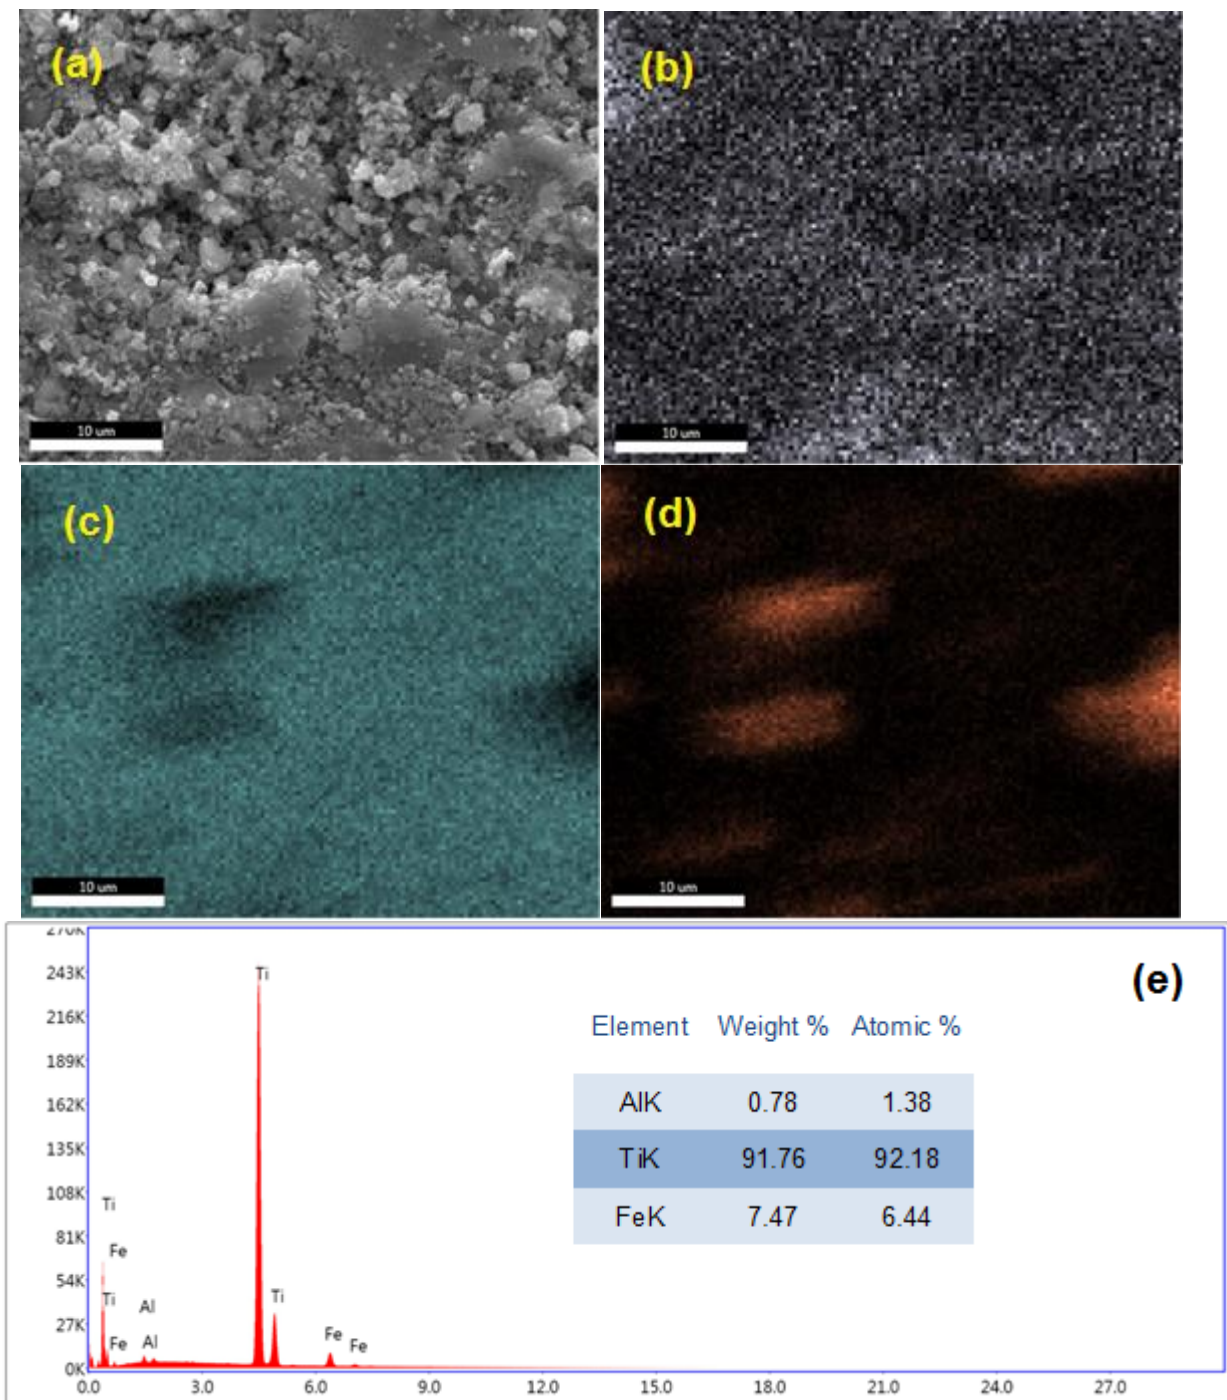 (a)
(b)
10 um
10 um
(c)
(d)
10 um
10 um
(e)
270K
243K
216K
189K
162K
135K
108K
81K
54K
27K
0K
Ti
Ti
Fe
Ti
Fe
Al
Al
Ti
Fe
Fe
0.0 3.0 6.0 9.0 12.0 15.0 18.0 21.0 24.0 27.0
Element Weight % Atomic %
AlK 0.78 1.38
TiK 91.76 92.18
FeK 7.47 6.44